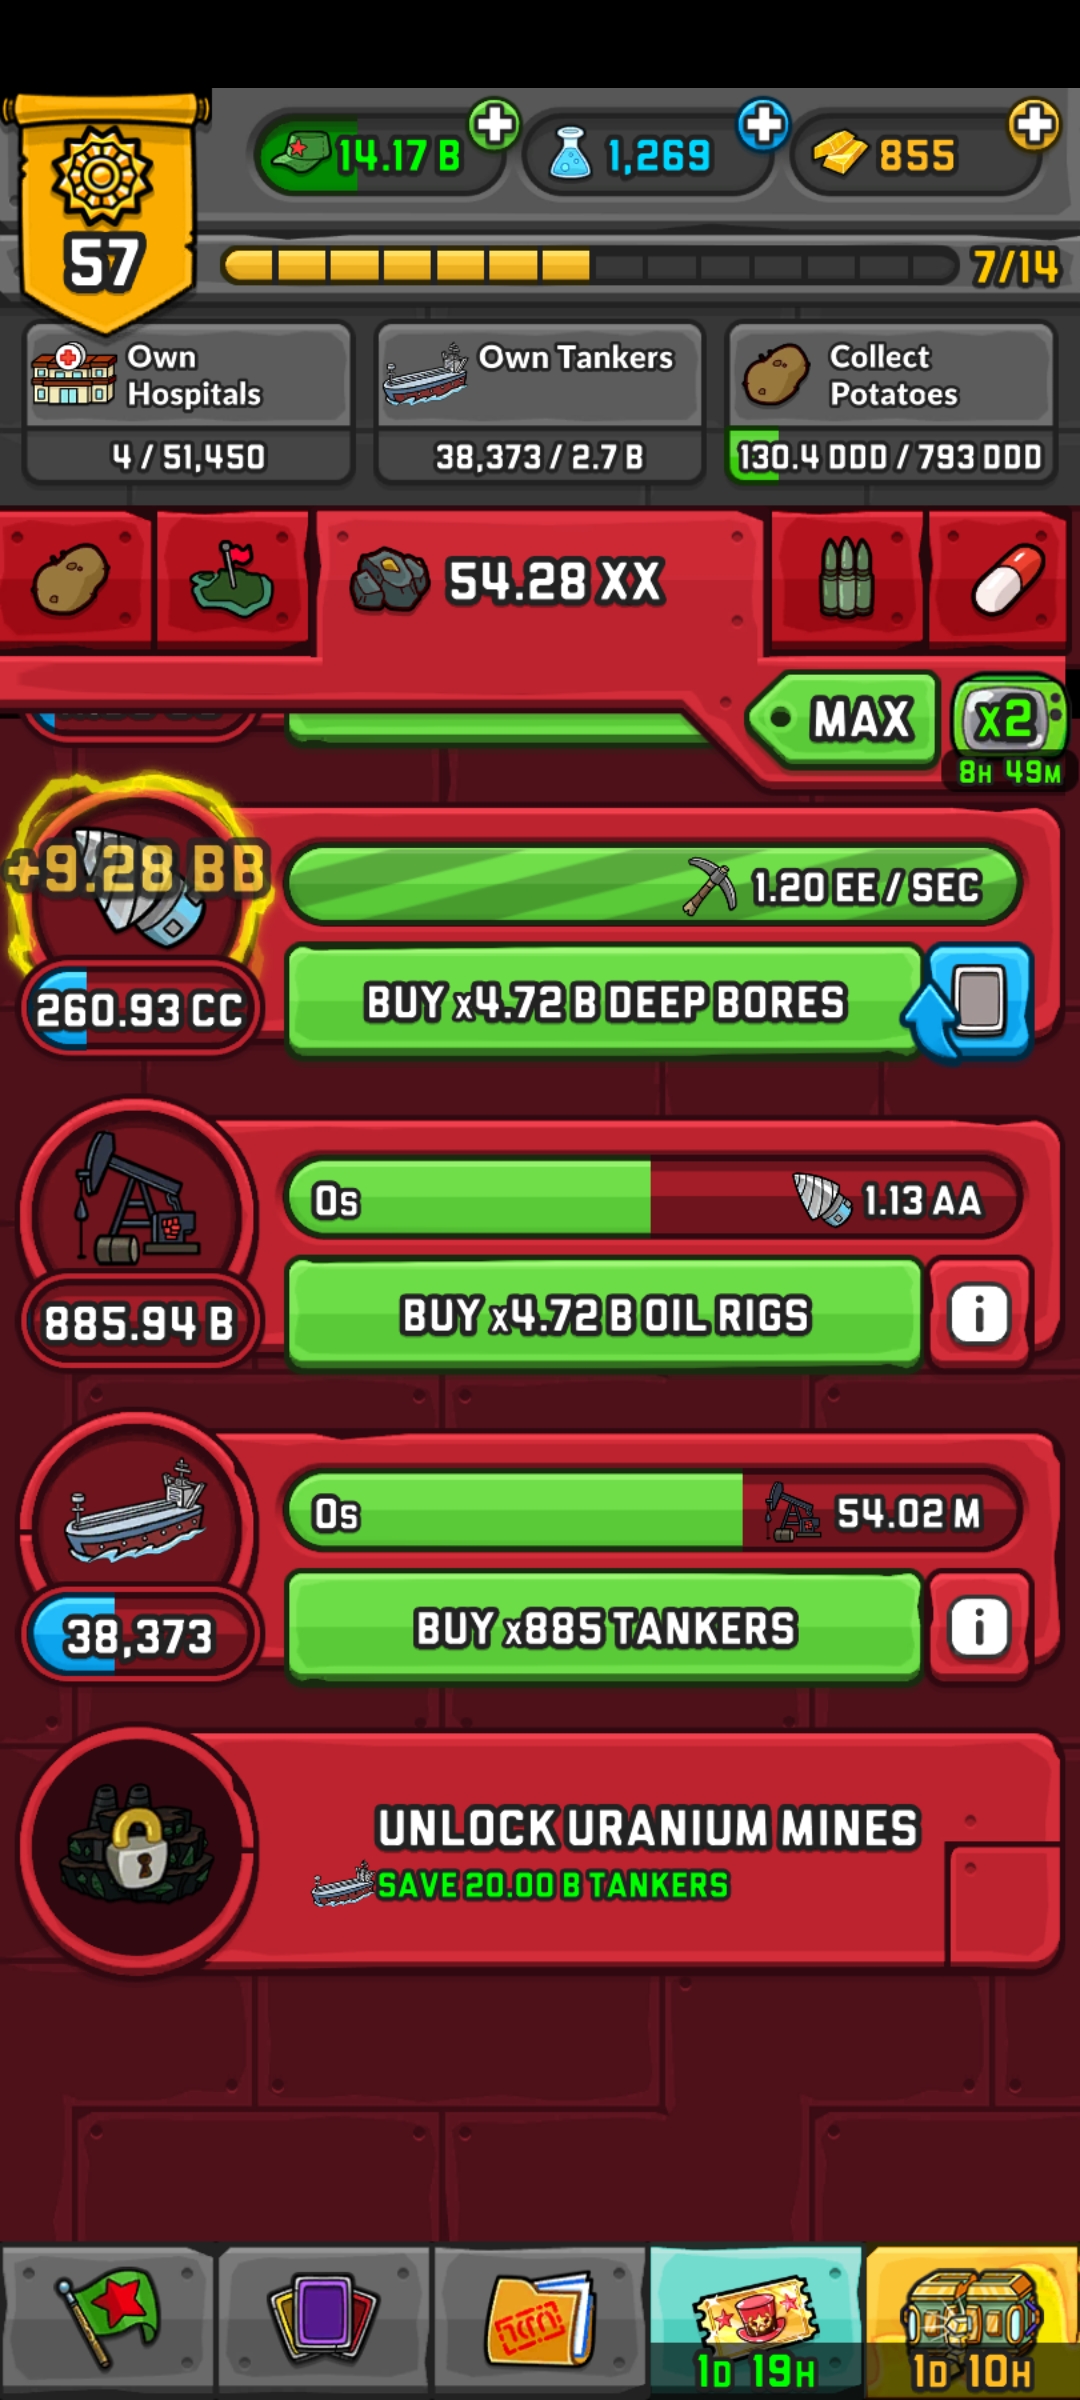 57
14.17 B
1,269
855
7/14
Own Hospitals
4 / 51,450
Own Tankers
38,373 / 2.7 B
Collect Potatoes
130.4 DDD / 793 DDD
54.28 XX
MAX
x2
8H 49M
+9.28 BB
1.20 EE / SEC
260.93 CC
BUY x4.72 B DEEP BORES
0s
1.13 AA
885.94 B
BUY x4.72 B OIL RIGS
i
0s
54.02 M
38,373
BUY x885 TANKERS
i
UNLOCK URANIUM MINES
SAVE 20.00 B TANKERS
1D 19H
1D 10H